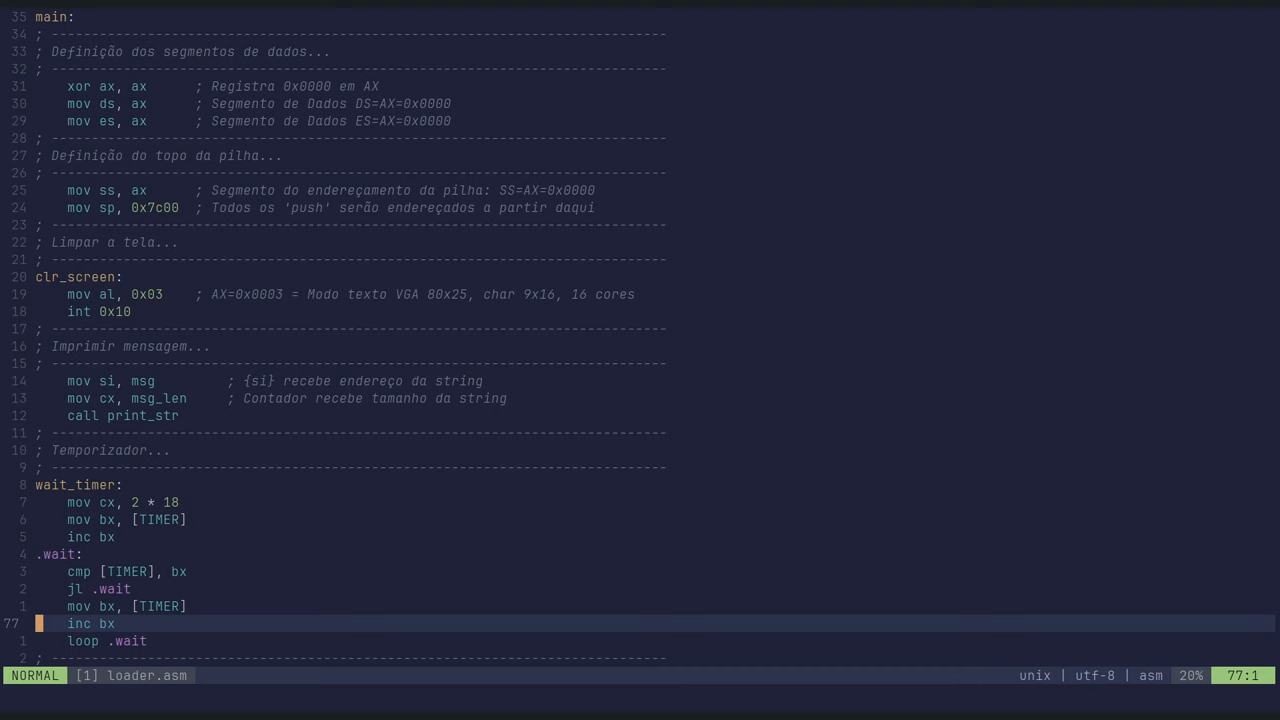 35 main:
34 ; -----------------------------------------------------------------------------
33 ; Definição dos segmentos de dados...
32 ; -----------------------------------------------------------------------------
31     xor ax, ax      ; Registra 0x0000 em AX
30     mov ds, ax      ; Segmento de Dados DS=AX=0x0000
29     mov es, ax      ; Segmento de Dados ES=AX=0x0000
28 ; -----------------------------------------------------------------------------
27 ; Definição do topo da pilha...
26 ; -----------------------------------------------------------------------------
25     mov ss, ax      ; Segmento do endereçamento da pilha: SS=AX=0x0000
24     mov sp, 0x7c00  ; Todos os 'push' serão endereçados a partir daqui
23 ; -----------------------------------------------------------------------------
22 ; Limpar a tela...
21 ; -----------------------------------------------------------------------------
20 clr_screen:
19     mov al, 0x03    ; AX=0x0003 = Modo texto VGA 80x25, char 9x16, 16 cores
18     int 0x10
17 ; -----------------------------------------------------------------------------
16 ; Imprimir mensagem...
15 ; -----------------------------------------------------------------------------
14     mov si, msg         ; {si} recebe endereço da string
13     mov cx, msg_len     ; Contador recebe tamanho da string
12     call print_str
11 ; -----------------------------------------------------------------------------
10 ; Temporizador...
9 ; -----------------------------------------------------------------------------
8 wait_timer:
7     mov cx, 2 * 18
6     mov bx, [TIMER]
5     inc bx
4 .wait:
3     cmp [TIMER], bx
2     jl .wait
1     mov bx, [TIMER]
77     inc bx
1     loop .wait
2 ; -----------------------------------------------------------------------------
NORMAL [1] loader.asm unix | utf-8 | asm 20% 77:1